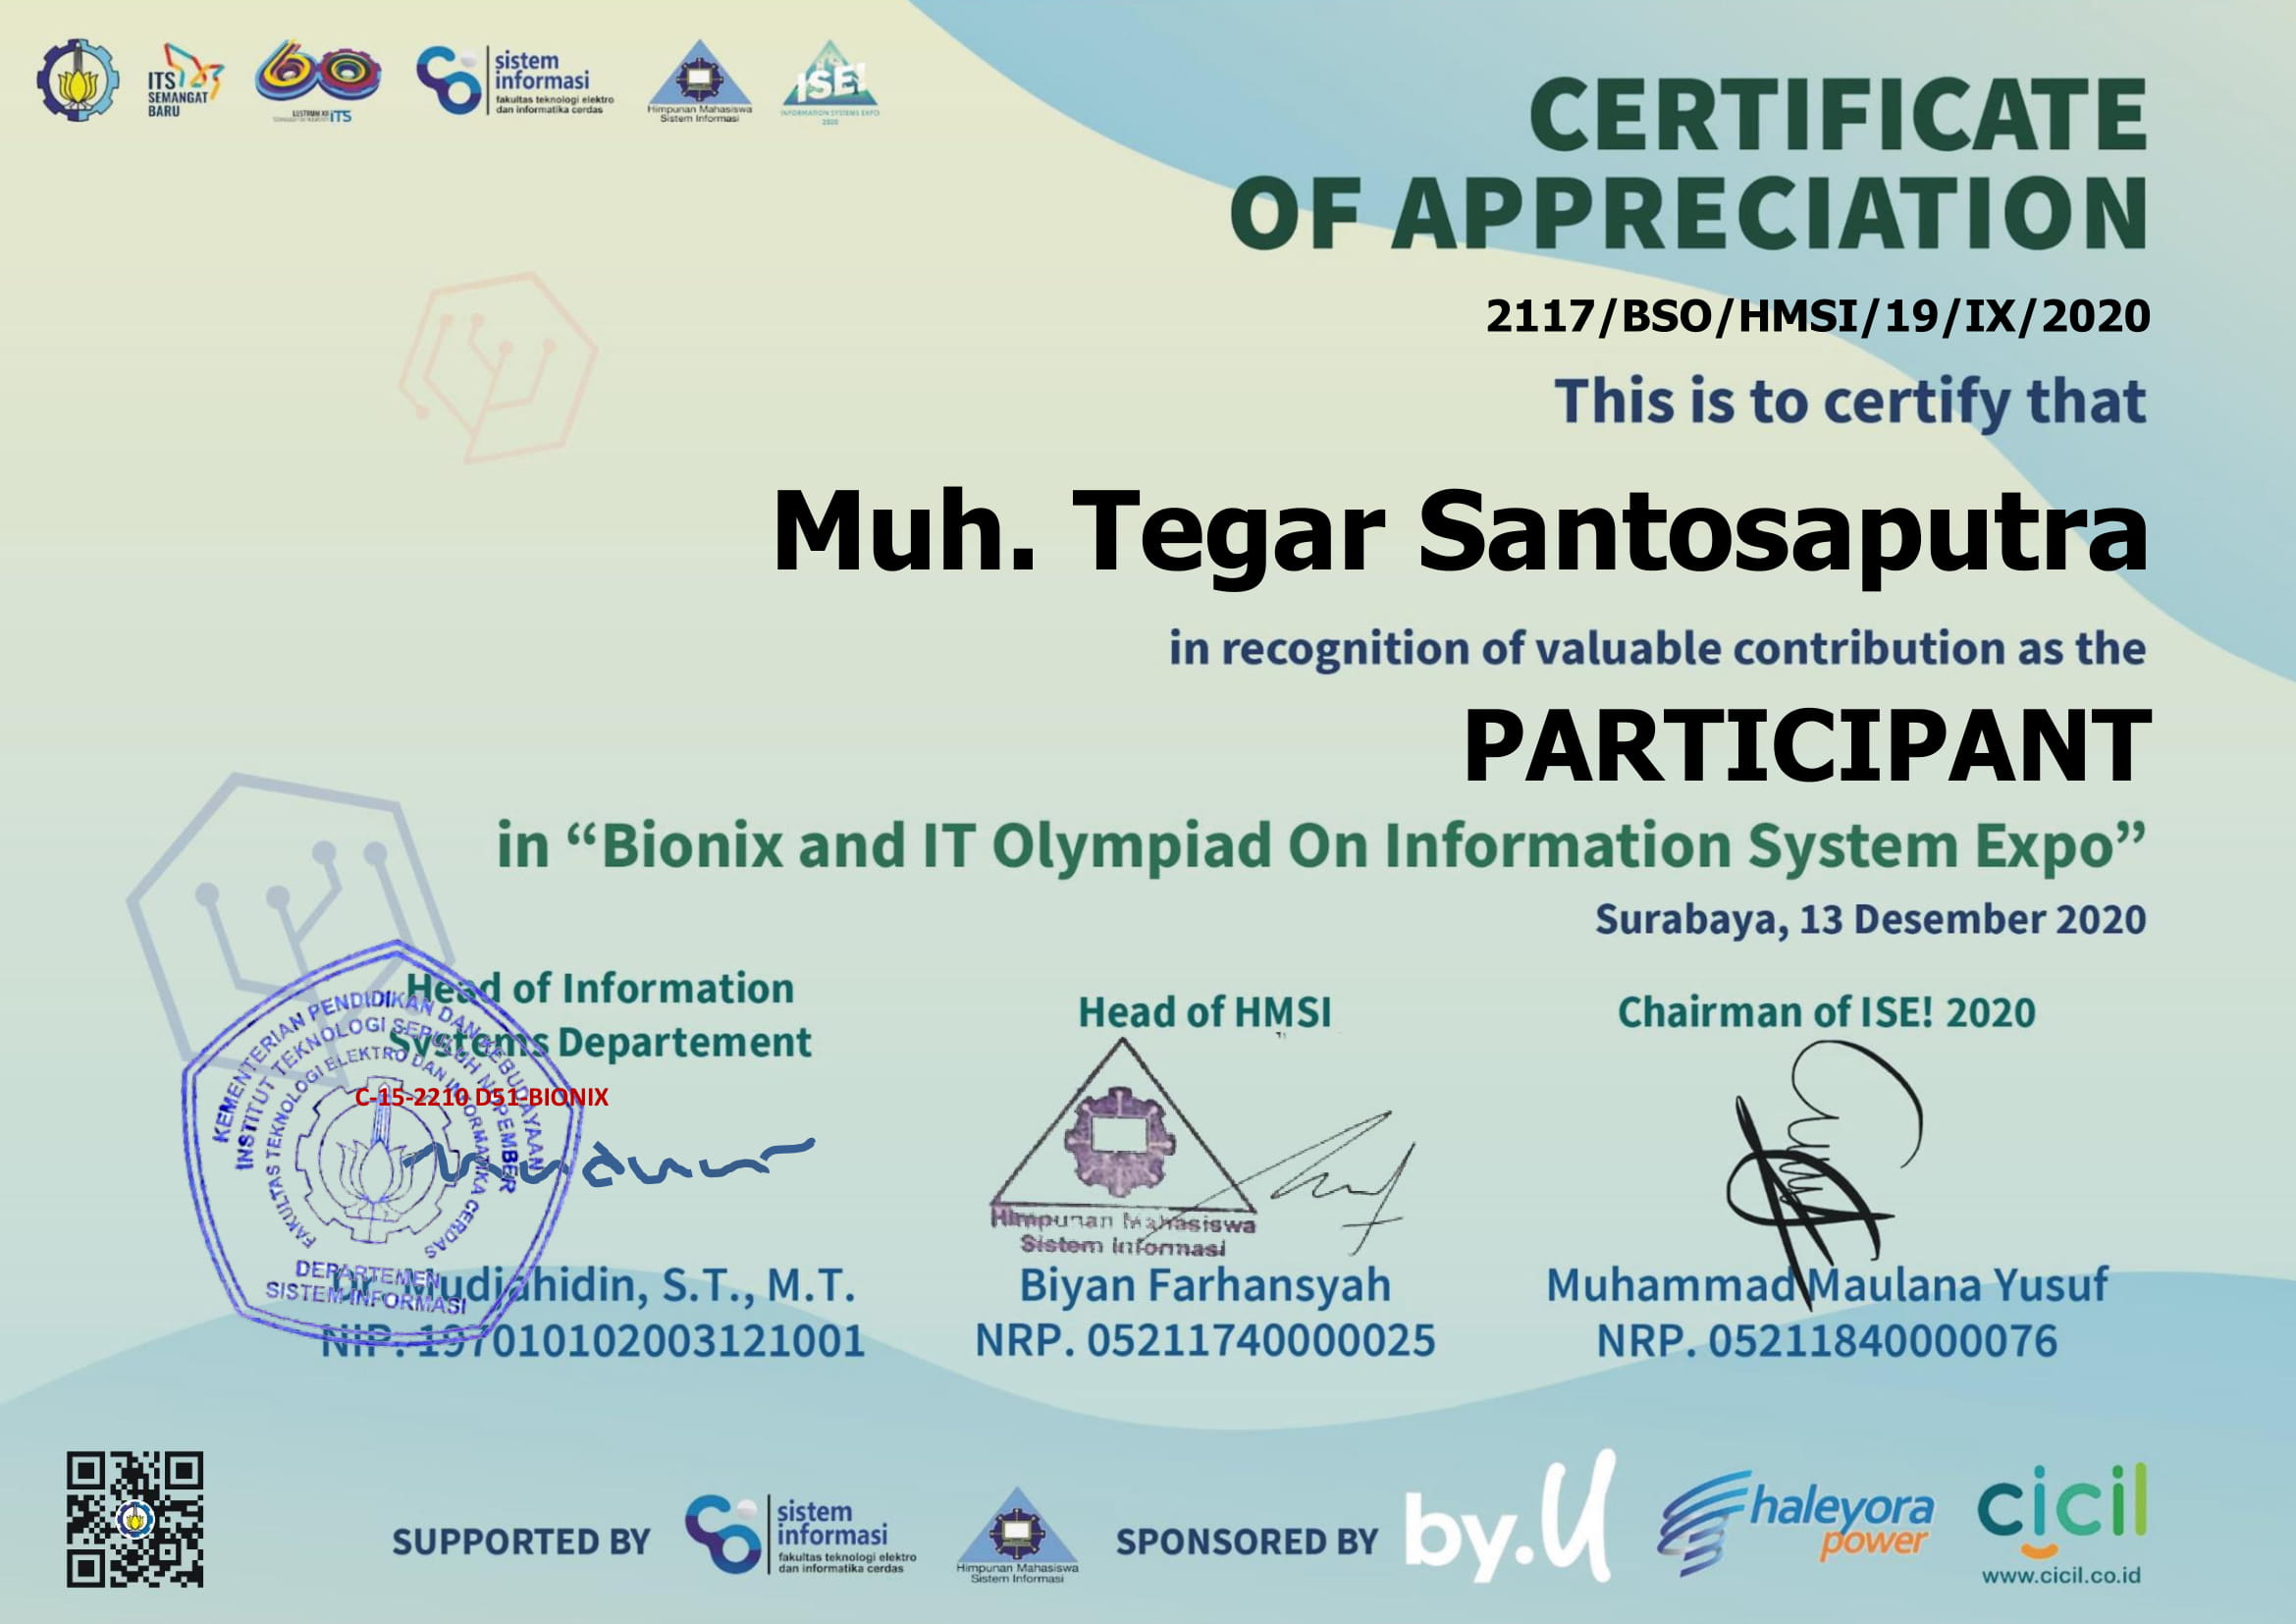 ITS
SEMANGAT
BARU
60
LUSTRUM XII
ITS
sistem
informasi
fakultas teknologi elektro
dan informatika cerdas
Himpunan Mahasiswa
Sistem Informasi
ISE!
INFORMATION SYSTEMS EXPO
2020
CERTIFICATE
OF APPRECIATION
2117/BSO/HMSI/19/IX/2020
This is to certify that
Muh. Tegar Santosaputra
in recognition of valuable contribution as the
PARTICIPANT
in “Bionix and IT Olympiad On Information System Expo”
Surabaya, 13 Desember 2020
Head of Information
Systems Departement
KEMENTERIAN PENDIDIKAN DAN KEBUDAYAAN
INSTITUT TEKNOLOGI SEPULUH NOPEMBER
FAKULTAS TEKNOLOGI ELEKTRO DAN INFORMATIKA CERDAS
DEPARTEMEN
SISTEM INFORMASI
C-15-2210 D51-BIONIX
Dr. Mudjahidin, S.T., M.T.
NIP. 197010102003121001
Head of HMSI
Himpunan Mahasiswa
Sistem Informasi
Biyan Farhansyah
NRP. 05211740000025
Chairman of ISE! 2020
Muhammad Maulana Yusuf
NRP. 05211840000076
SUPPORTED BY
sistem
informasi
fakultas teknologi elektro
dan informatika cerdas
Himpunan Mahasiswa
Sistem Informasi
SPONSORED BY
by.U
haleyora
power
cicil
www.cicil.co.id